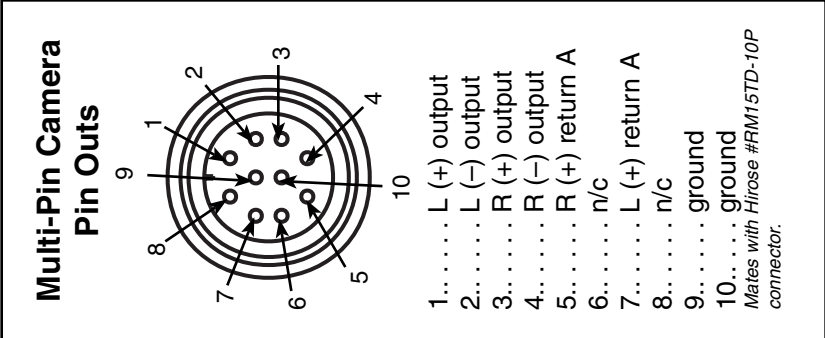 Multi-Pin Camera
Pin Outs
1
2
3
4
5
6
7
8
9
10
1.. . . . . L (+) output
2.. . . . . L (–) output
3.. . . . . R (+) output
4.. . . . . R (–) output
5.. . . . . R (+) return A
6.. . . . . n/c
7.. . . . . L (+) return A
8.. . . . . n/c
9.. . . . . ground
10.. . . . ground
Mates with Hirose #RM15TD-10P
connector.